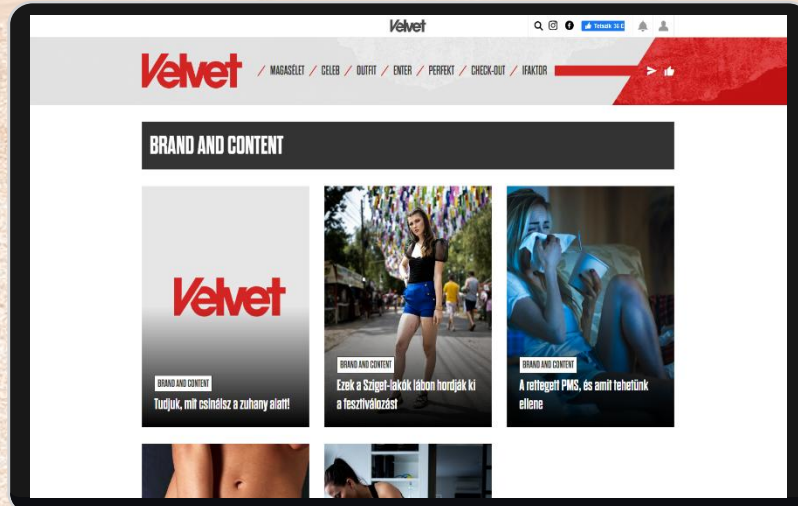 Velvet
Tetszik
Velvet / MAGASÉLET / CELEB / OUTFIT / ENTER / PERFEKT / CHECK-OUT / IFAKTOR
BRAND AND CONTENT
Velvet
BRAND AND CONTENT
Tudjuk, mit csinálsz a zuhany alatt!
BRAND AND CONTENT
Ezek a Sziget-lakók lábon hordják ki
a fesztiválozást
BRAND AND CONTENT
A rettegett PMS, és amit tehetünk
ellene